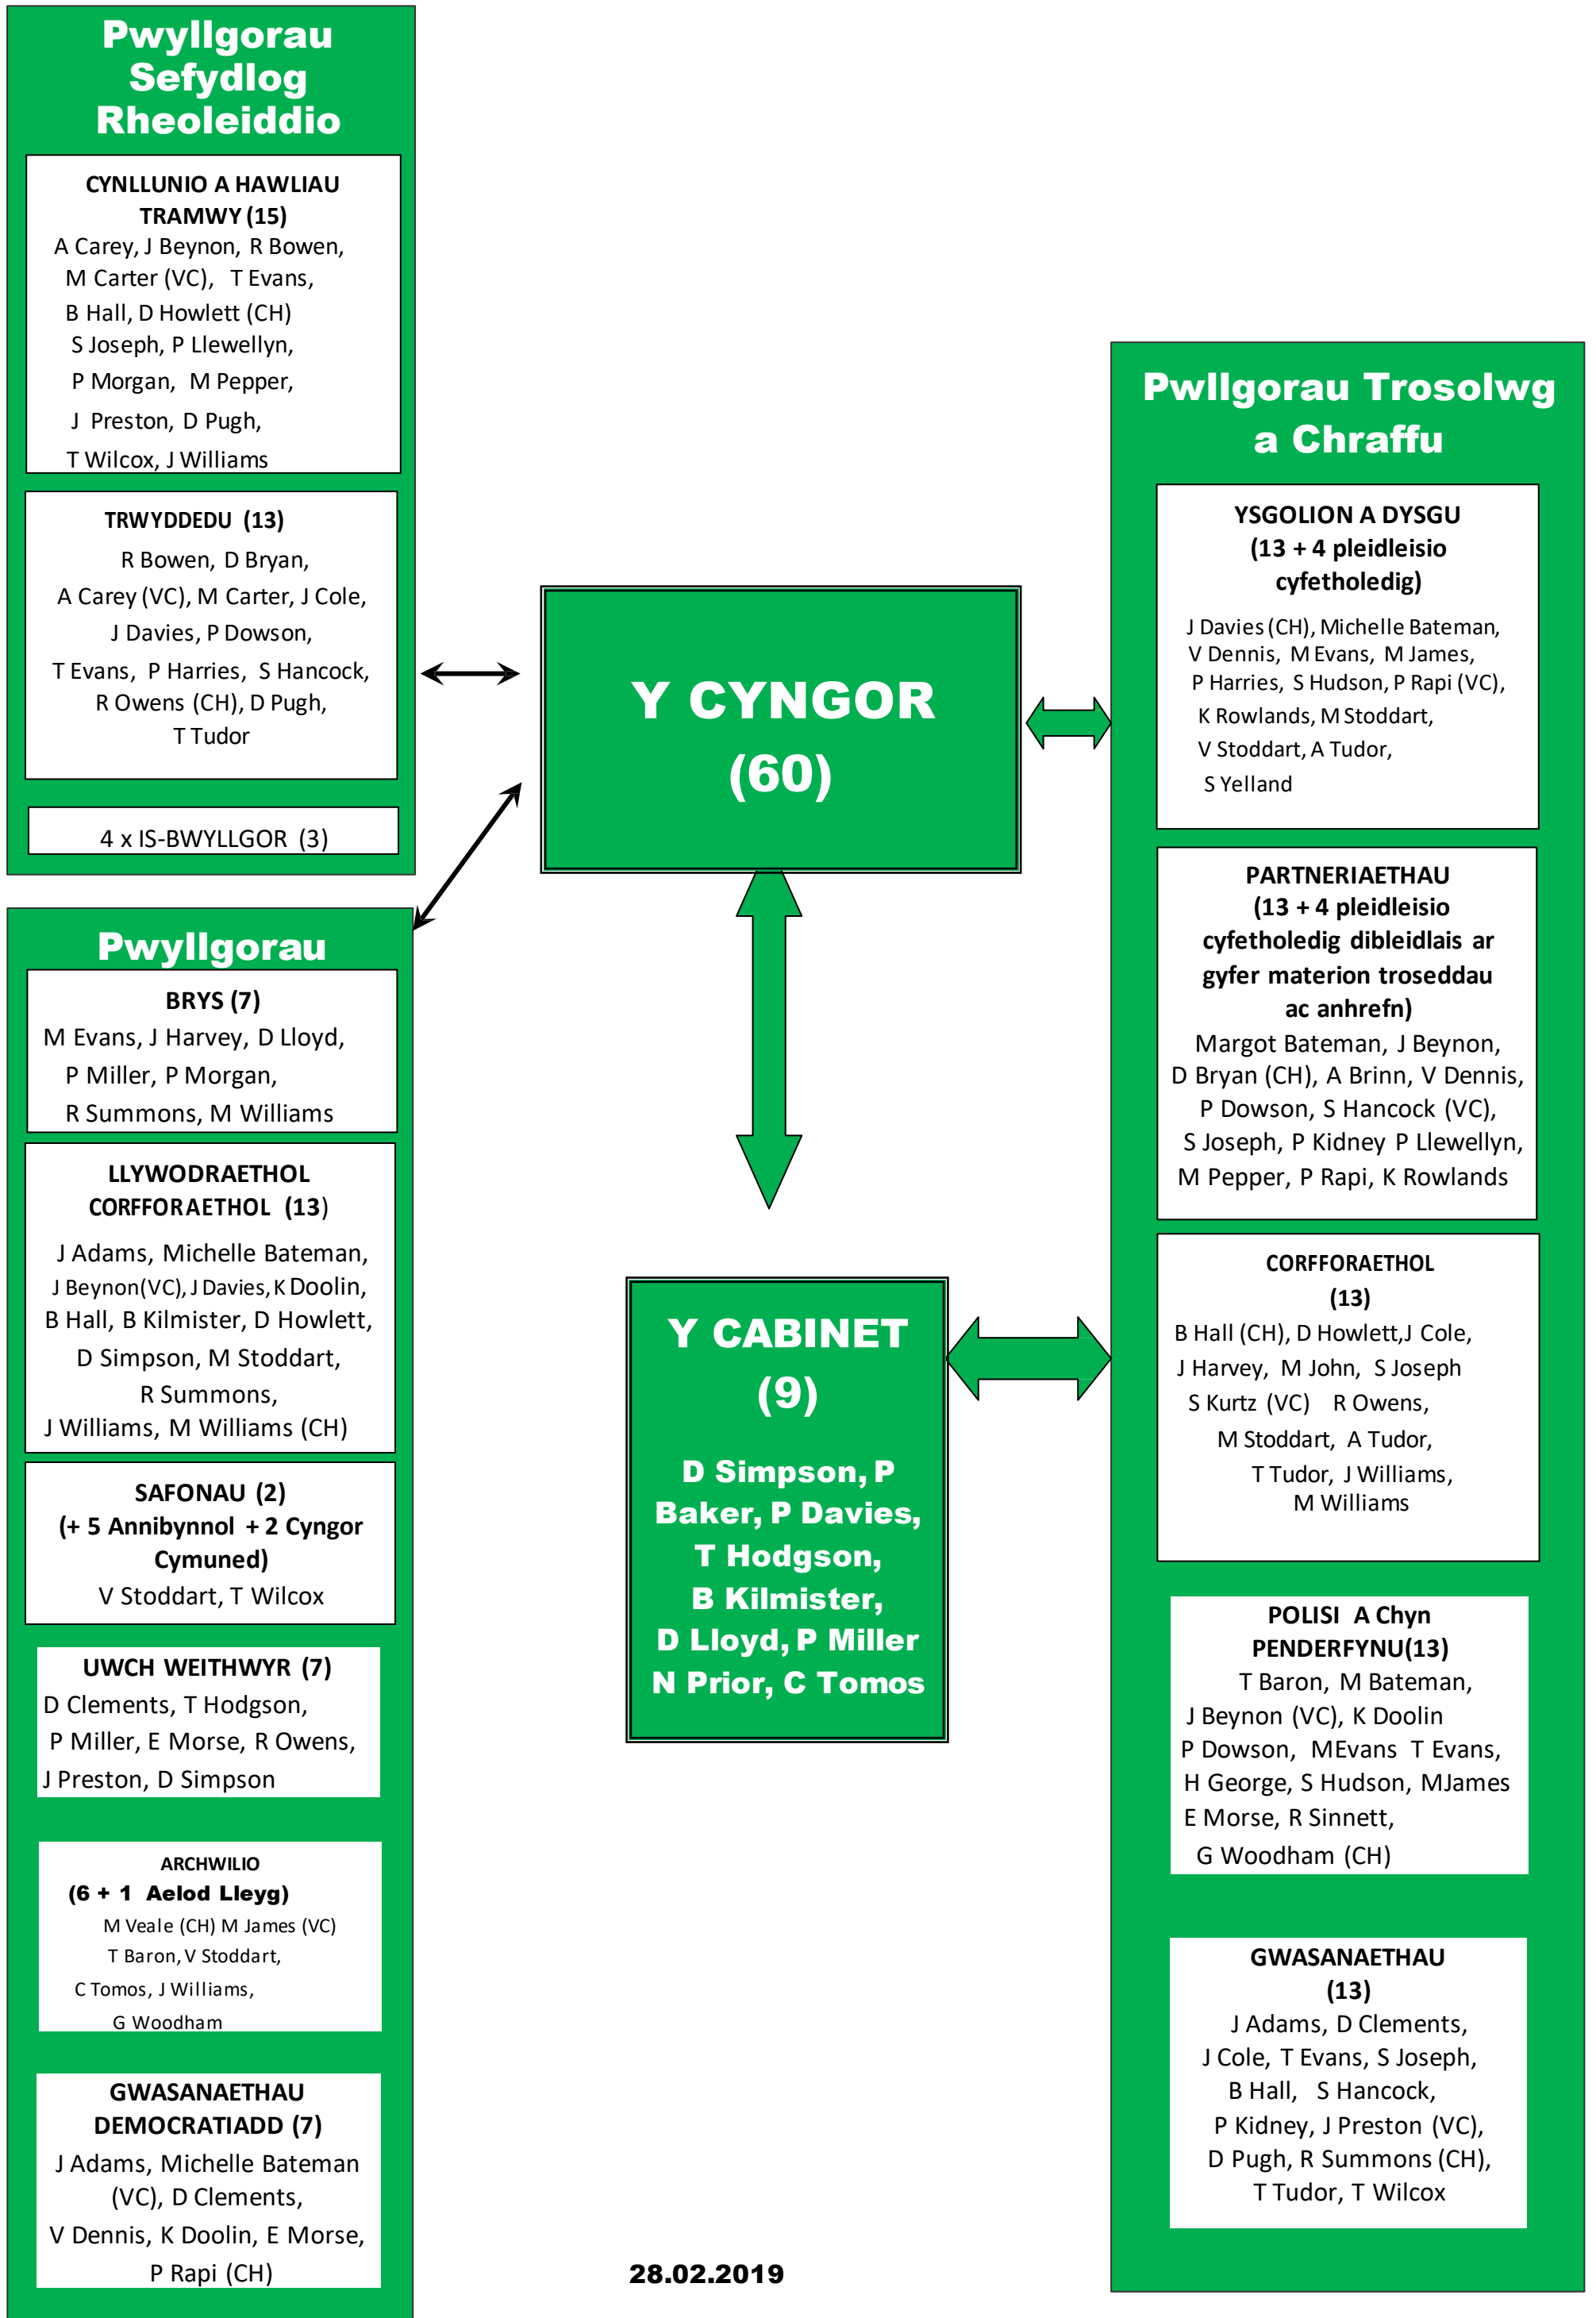 Pwyllgorau
Sefydlog
Rheoleiddio
CYNLLUNIO A HAWLIAU
TRAMWY (15)
A Carey, J Beynon, R Bowen,
M Carter (VC), T Evans,
B Hall, D Howlett (CH)
S Joseph, P Llewellyn,
P Morgan, M Pepper,
J Preston, D Pugh,
T Wilcox, J Williams
TRWYDDEDU (13)
R Bowen, D Bryan,
A Carey (VC), M Carter, J Cole,
J Davies, P Dowson,
T Evans, P Harries, S Hancock,
R Owens (CH), D Pugh,
T Tudor
4 x IS-BWYLLGOR (3)
Pwyllgorau
BRYS (7)
M Evans, J Harvey, D Lloyd,
P Miller, P Morgan,
R Summons, M Williams
LLYWODRAETHOL
CORFFORAETHOL (13)
J Adams, Michelle Bateman,
J Beynon(VC), J Davies, K Doolin,
B Hall, B Kilmister, D Howlett,
D Simpson, M Stoddart,
R Summons,
J Williams, M Williams (CH)
SAFONAU (2)
(+ 5 Annibynnol + 2 Cyngor
Cymuned)
V Stoddart, T Wilcox
UWCH WEITHWYR (7)
D Clements, T Hodgson,
P Miller, E Morse, R Owens,
J Preston, D Simpson
ARCHWILIO
(6 + 1 Aelod Lleyg)
M Veale (CH) M James (VC)
T Baron, V Stoddart,
C Tomos, J Williams,
G Woodham
GWASANAETHAU
DEMOCRATIADD (7)
J Adams, Michelle Bateman
(VC), D Clements,
V Dennis, K Doolin, E Morse,
P Rapi (CH)
Y CYNGOR
(60)
Y CABINET
(9)
D Simpson, P
Baker, P Davies,
T Hodgson,
B Kilmister,
D Lloyd, P Miller
N Prior, C Tomos
28.02.2019
Pwllgorau Trosolwg
a Chraffu
YSGOLION A DYSGU
(13 + 4 pleidleisio
cyfetholedig)
J Davies (CH), Michelle Bateman,
V Dennis, M Evans, M James,
P Harries, S Hudson, P Rapi (VC),
K Rowlands, M Stoddart,
V Stoddart, A Tudor,
S Yelland
PARTNERIAETHAU
(13 + 4 pleidleisio
cyfetholedig dibleidlais ar
gyfer materion troseddau
ac anhrefn)
Margot Bateman, J Beynon,
D Bryan (CH), A Brinn, V Dennis,
P Dowson, S Hancock (VC),
S Joseph, P Kidney P Llewellyn,
M Pepper, P Rapi, K Rowlands
CORFFORAETHOL
(13)
B Hall (CH), D Howlett,J Cole,
J Harvey, M John, S Joseph
S Kurtz (VC) R Owens,
M Stoddart, A Tudor,
T Tudor, J Williams,
M Williams
POLISI A Chyn
PENDERFYNU(13)
T Baron, M Bateman,
J Beynon (VC), K Doolin
P Dowson, MEvans T Evans,
H George, S Hudson, MJames
E Morse, R Sinnett,
G Woodham (CH)
GWASANAETHAU
(13)
J Adams, D Clements,
J Cole, T Evans, S Joseph,
B Hall, S Hancock,
P Kidney, J Preston (VC),
D Pugh, R Summons (CH),
T Tudor, T Wilcox